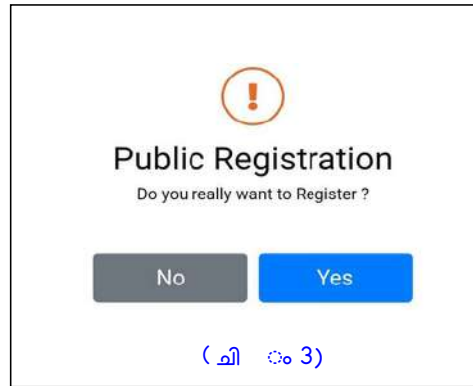 !
Public Registration
Do you really want to Register ?
No Yes
( ചി ം 3)